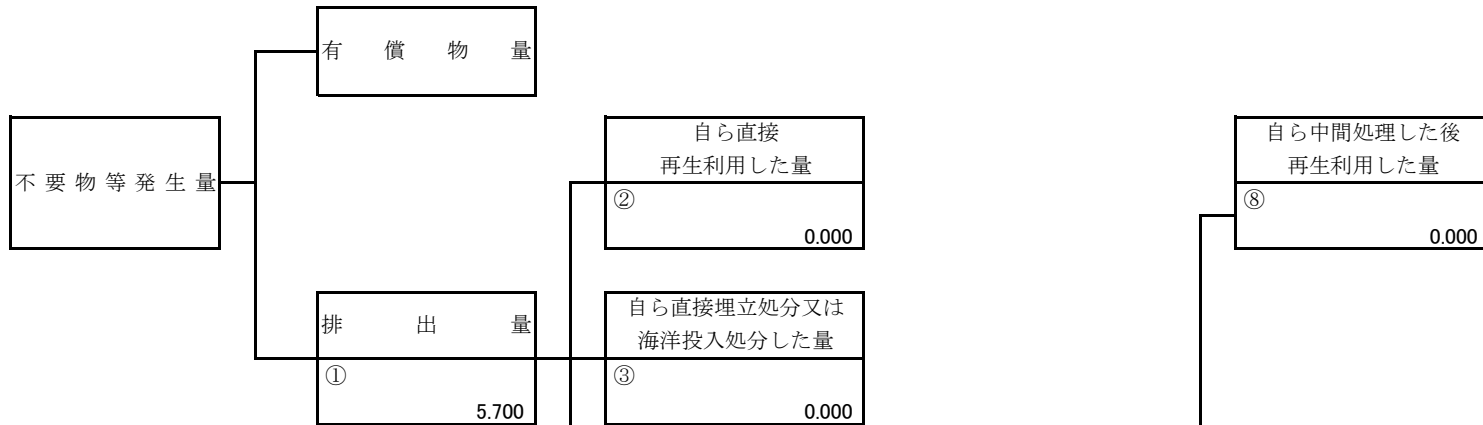 有償物量
不要物等発生量
自ら直接
再生利用した量
②
0.000
自ら中間処理した後
再生利用した量
⑧
0.000
排出量
①
5.700
自ら直接埋立処分又は
海洋投入処分した量
③
0.000